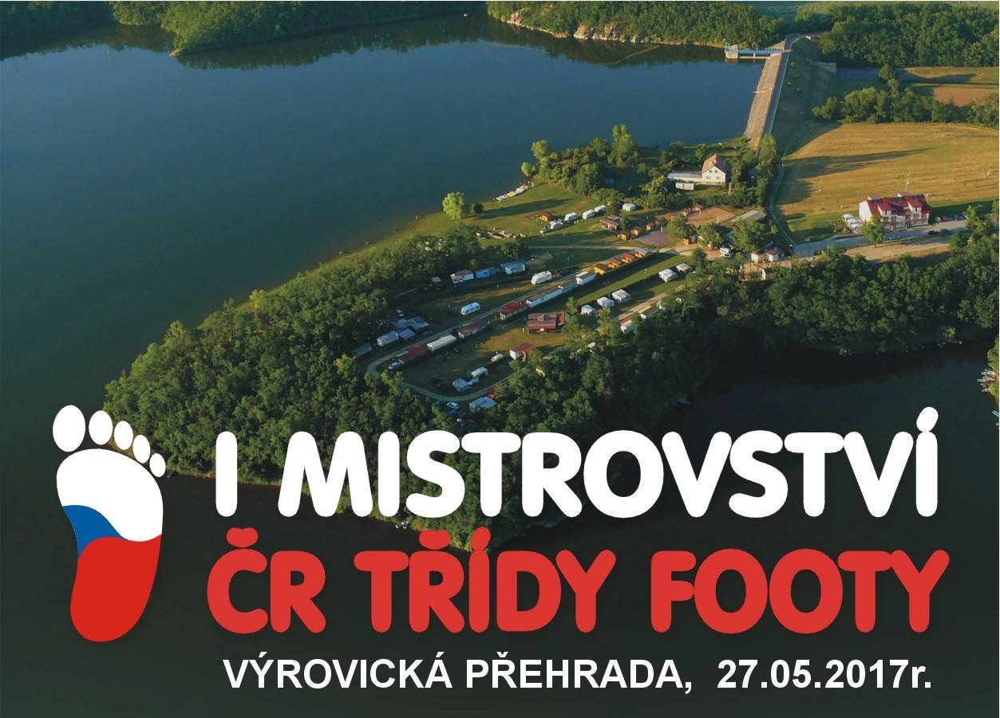 I MISTROVSTVÍ
ČR TŘÍDY FOOTY
VÝROVICKÁ PŘEHRADA, 27.05.2017r.